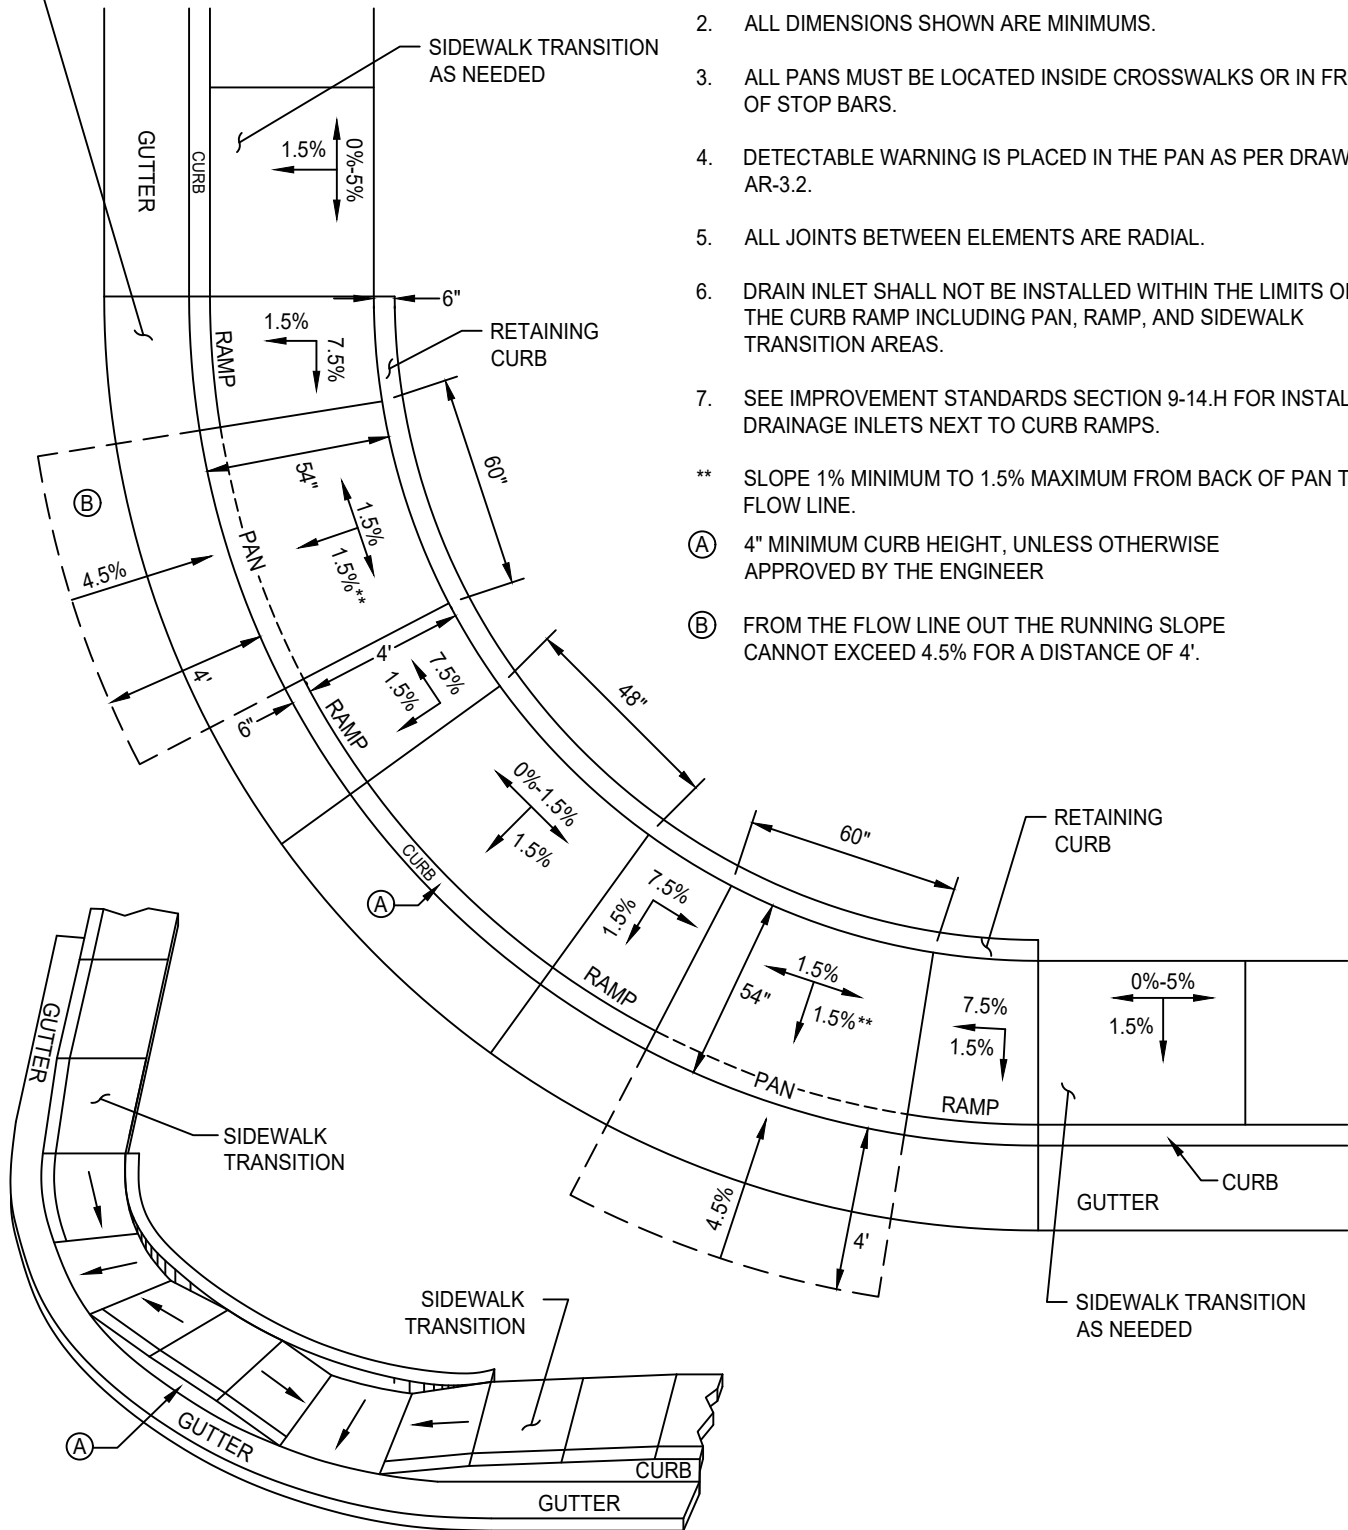 2. ALL DIMENSIONS SHOWN ARE MINIMUMS.
3. ALL PANS MUST BE LOCATED INSIDE CROSSWALKS OR IN
OF STOP BARS.
4. DETECTABLE WARNING IS PLACED IN THE PAN AS PER
AR-3.2.
5. ALL JOINTS BETWEEN ELEMENTS ARE RADIAL.
6. DRAIN INLET SHALL NOT BE INSTALLED WITHIN THE LIMITS
THE CURB RAMP INCLUDING PAN, RAMP, AND SIDEWALK
TRANSITION AREAS.
7. SEE IMPROVEMENT STANDARDS SECTION 9-14.H FOR
DRAINAGE INLETS NEXT TO CURB RAMPS.
** SLOPE 1% MINIMUM TO 1.5% MAXIMUM FROM BACK OF PAN
FLOW LINE.
A 4" MINIMUM CURB HEIGHT, UNLESS OTHERWISE
APPROVED BY THE ENGINEER
B FROM THE FLOW LINE OUT THE RUNNING SLOPE
CANNOT EXCEED 4.5% FOR A DISTANCE OF 4'.
SIDEWALK TRANSITION
AS NEEDED
GUTTER
CURB
1.5%
0%-5%
6"
RETAINING
CURB
RAMP
1.5%
7.5%
60"
54"
B
PAN
1.5%
1.5%**
4.5%
4'
4'
6"
7.5%
1.5%
RAMP
48"
0%-1.5%
1.5%
CURB
A
60"
RETAINING
CURB
7.5%
1.5%
RAMP
54"
1.5%
1.5%**
PAN
7.5%
1.5%
RAMP
0%-5%
1.5%
4.5%
4'
CURB
GUTTER
SIDEWALK TRANSITION
AS NEEDED
GUTTER
SIDEWALK
TRANSITION
SIDEWALK
TRANSITION
A
GUTTER
CURB
GUTTER